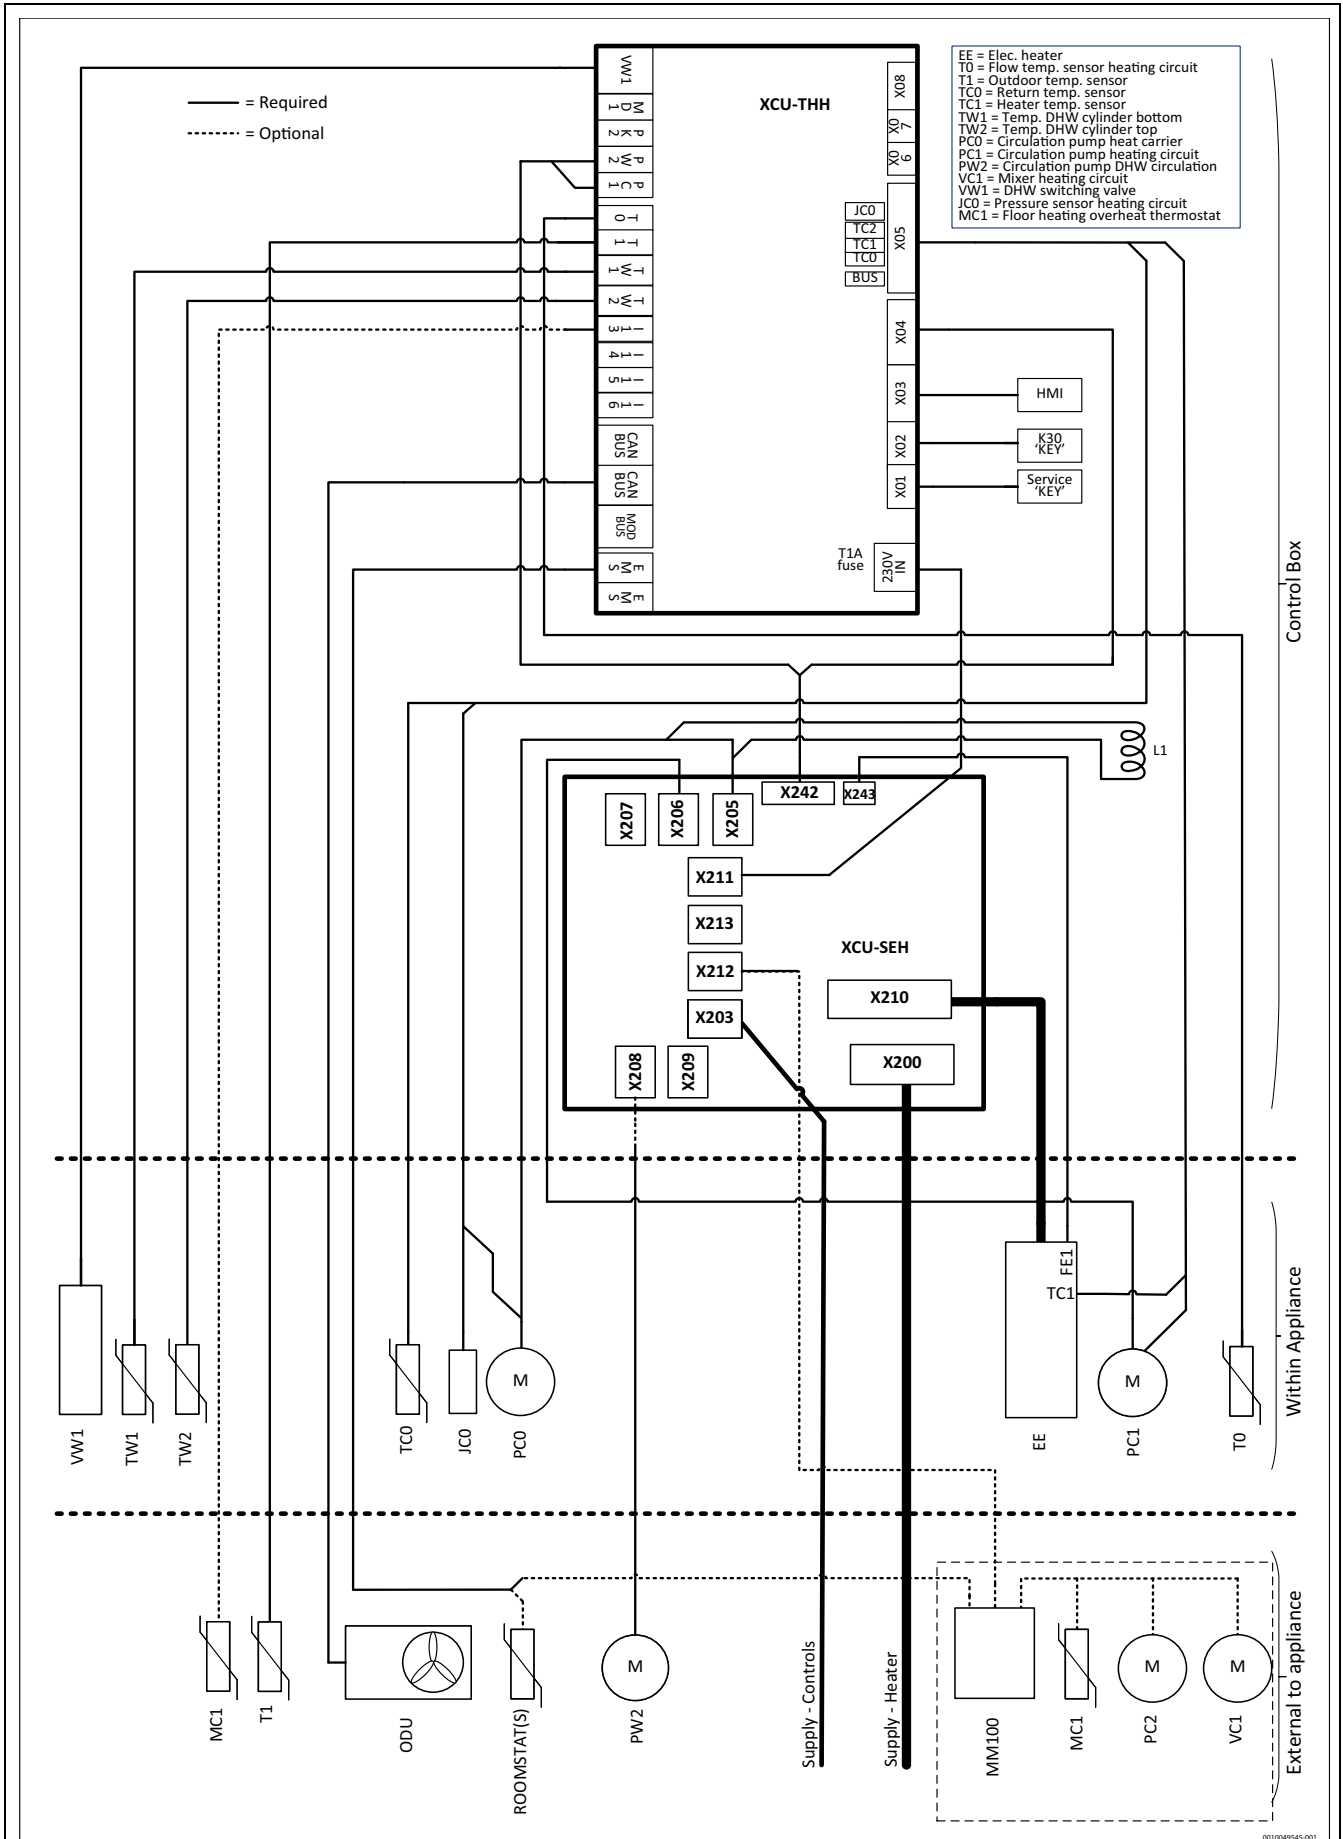 = Required
= Optional
XCU-THH
EE = Elec. heater
T0 = Flow temp. sensor heating circuit
T1 = Outdoor temp. sensor
TC0 = Return temp. sensor
TC1 = Heater temp. sensor
TW1 = Temp. DHW cylinder bottom
TW2 = Temp. DHW cylinder top
PC0 = Circulation pump heat carrier
PC1 = Circulation pump heating circuit
PW2 = Circulation pump DHW circulation
VC1 = Mixer heating circuit
VW1 = DHW switching valve
JC0 = Pressure sensor heating circuit
MC1 = Floor heating overheat thermostat
VW1
MD1
PK2
PW2
PC1
T0
T1
TW1
TW2
I13
I14
I15
I16
CAN BUS
CAN BUS
MOD BUS
EMS
EMS
X08
X07
X06
X05
JC0
TC2
TC1
TC0
BUS
X04
X03
HMI
X02
K30
'KEY'
X01
Service
'KEY'
T1A
fuse
230V
IN
Control Box
L1
X207
X206
X205
X242
X243
X211
X213
XCU-SEH
X212
X210
X203
X208
X209
X200
FE1
TC1
M
M
VW1
TW1
TW2
TC0
JC0
PC0
EE
PC1
T0
Within Appliance
MC1
T1
ODU
ROOMSTAT(S)
M
PW2
Supply - Controls
Supply - Heater
MM100
MC1
M
PC2
M
VC1
External to appliance
0010049545-001